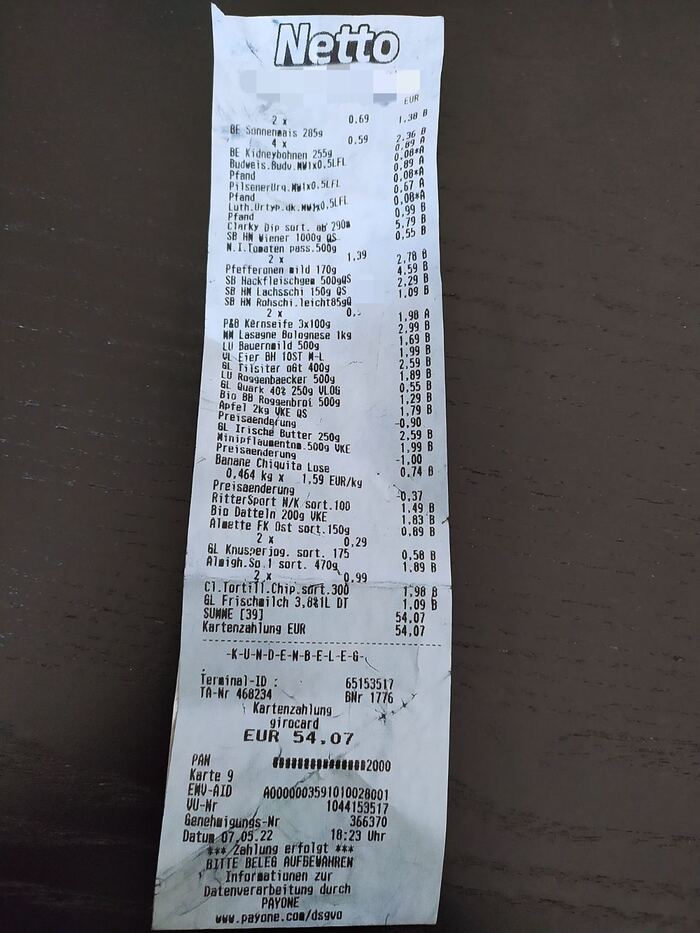 Netto
EUR
2 x 0.69
BE Sonnenmais 285g 1,38 B
4 x 0,59
BE Kidneybohnen 255g 2,36 B
Budweis.Budv.MW1x0,5LFL 0,89 A
Pfand 0,08*A
PilsenerUrq.MW1x0,5LFL 0,89 A
Pfand 0,08*A
Luth.Urtyp.dk.MW1x0,5LFL 0,67 A
Pfand 0,08*A
Clarky Dip sort. ab 290m 0,99 B
SB HN Wiener 1000g QS 5,79 B
N.I.Tomaten pass.500g 0,55 B
2 x 1,39
Pfefferonen mild 170g 2,78 B
SB Hackfleischgem 500gQS 4,59 B
SB HN Lachsschi 150g QS 2,29 B
SB HN Rohschi.leicht85gQ 1,09 B
2 x 0,
P&B Kernseife 3x100g 1,98 A
MM Lasagne Bolognese 1kg 2,99 B
LU Bauernmild 500g 1,69 B
VL Eier BH 10ST M-L 1,99 B
GL Tilsiter oGt 400g 2,59 B
LU Roggenbaecker 500g 1,89 B
GL Quark 40% 250g VLOG 0,55 B
Bio BB Roggenbrot 500g 1,29 B
Apfel 2kg VKE QS 1,79 B
Preisaenderung -0,90
GL Irische Butter 250g 2,59 B
Minipflaumentom.500g VKE 1,99 B
Preisaenderung -1,00
Banane Chiquita Lose 0,74 B
0,464 kg x 1,59 EUR/kg
Preisaenderung -0,37
RitterSport N/K sort.100 1,49 B
Bio Datteln 200g VKE 1,83 B
Almette FK Ost sort.150g 0,89 B
2 x 0,29
GL Knusperjog. sort. 175 0,58 B
Almigh.So.1 sort. 470g 1,89 B
2 x 0,99
Cl.Tortill.Chip.sort.300 1,98 B
GL Frischmilch 3,8%1L DT 1,09 B
SUMME [39] 54,07
Kartenzahlung EUR 54,07
-K-U-N-D-E-N-B-E-L-E-G-
Terminal-ID : 65153517
TA-Nr 468234 BNr 1776
Kartenzahlung
girocard
EUR 54,07
PAN ###############2000
Karte 9
EMV-AID A0000003591010028001
VU-Nr 1044153517
Genehmigungs-Nr 366370
Datum 07.05.22 18:23 Uhr
*** Zahlung erfolgt ***
BITTE BELEG AUFBEWAHREN
Informationen zur
Datenverarbeitung durch
PAYONE
www.payone.com/dsgvo